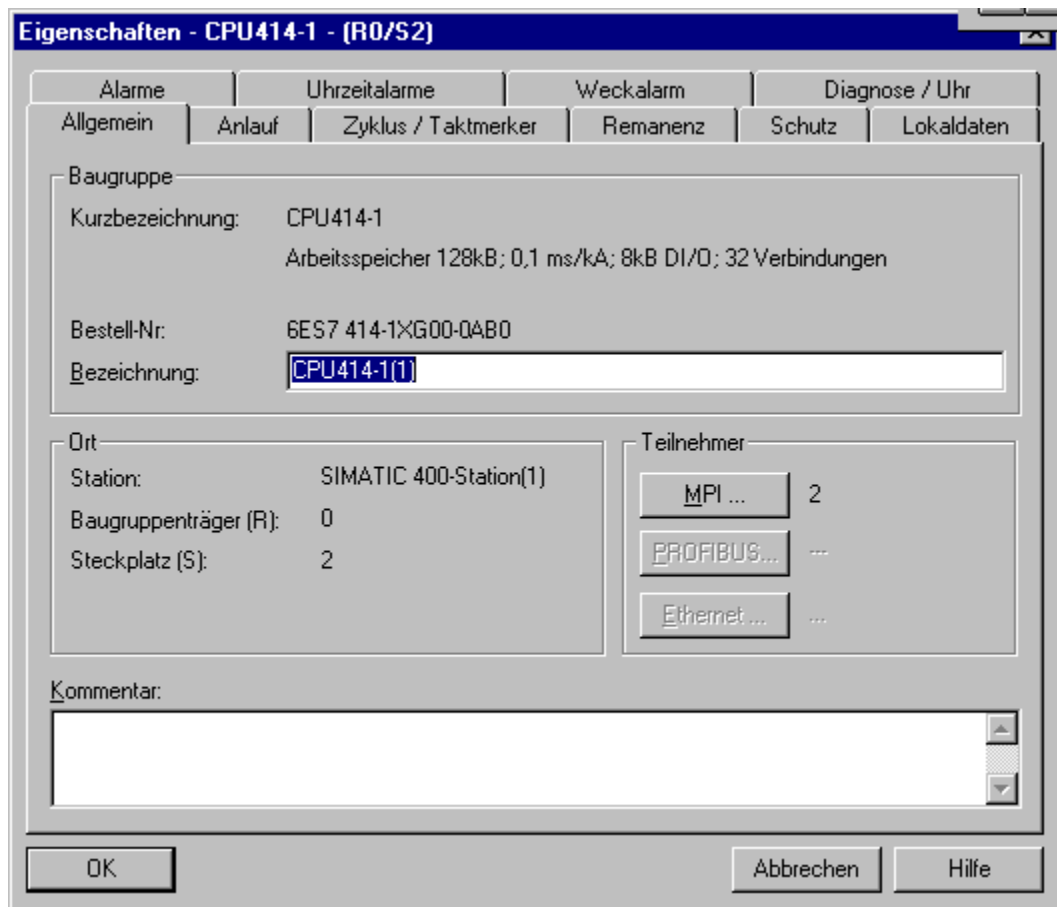 Eigenschaften - CPU414-1 - (R0/S2)
Alarme Uhrzeitalarme Weckalarm Diagnose / Uhr
Allgemein Anlauf Zyklus / Taktmerker Remanenz Schutz Lokaldaten
Baugruppe
Kurzbezeichnung: CPU414-1
Arbeitsspeicher 128kB; 0,1 ms/kA; 8kB DI/O; 32 Verbindungen
Bestell-Nr: 6ES7 414-1XG00-0AB0
Bezeichnung: CPU414-1(1)
Ort
Station: SIMATIC 400-Station(1)
Baugruppenträger (R): 0
Steckplatz (S): 2
Teilnehmer
MPI ... 2
PROFIBUS... ---
Ethernet ... ---
Kommentar:
OK Abbrechen Hilfe